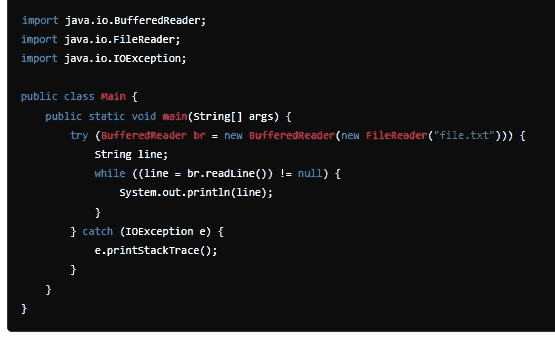 import java.io.BufferedReader;
import java.io.FileReader;
import java.io.IOException;

public class Main {
    public static void main(String[] args) {
        try (BufferedReader br = new BufferedReader(new FileReader("file.txt"))) {
            String line;
            while ((line = br.readLine()) != null) {
                System.out.println(line);
            }
        } catch (IOException e) {
            e.printStackTrace();
        }
    }
}